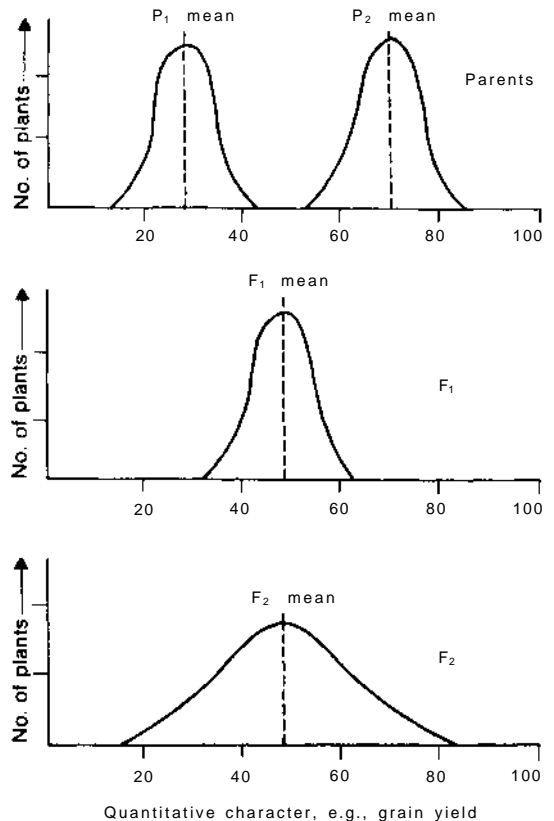 P₁ mean P₂ mean
Parents
No. of plants
20 40 60 80 100
F₁ mean
F₁
No. of plants
20 40 60 80 100
F₂ mean
F₂
No. of plants
20 40 60 80 100
Quantitative character, e.g., grain yield